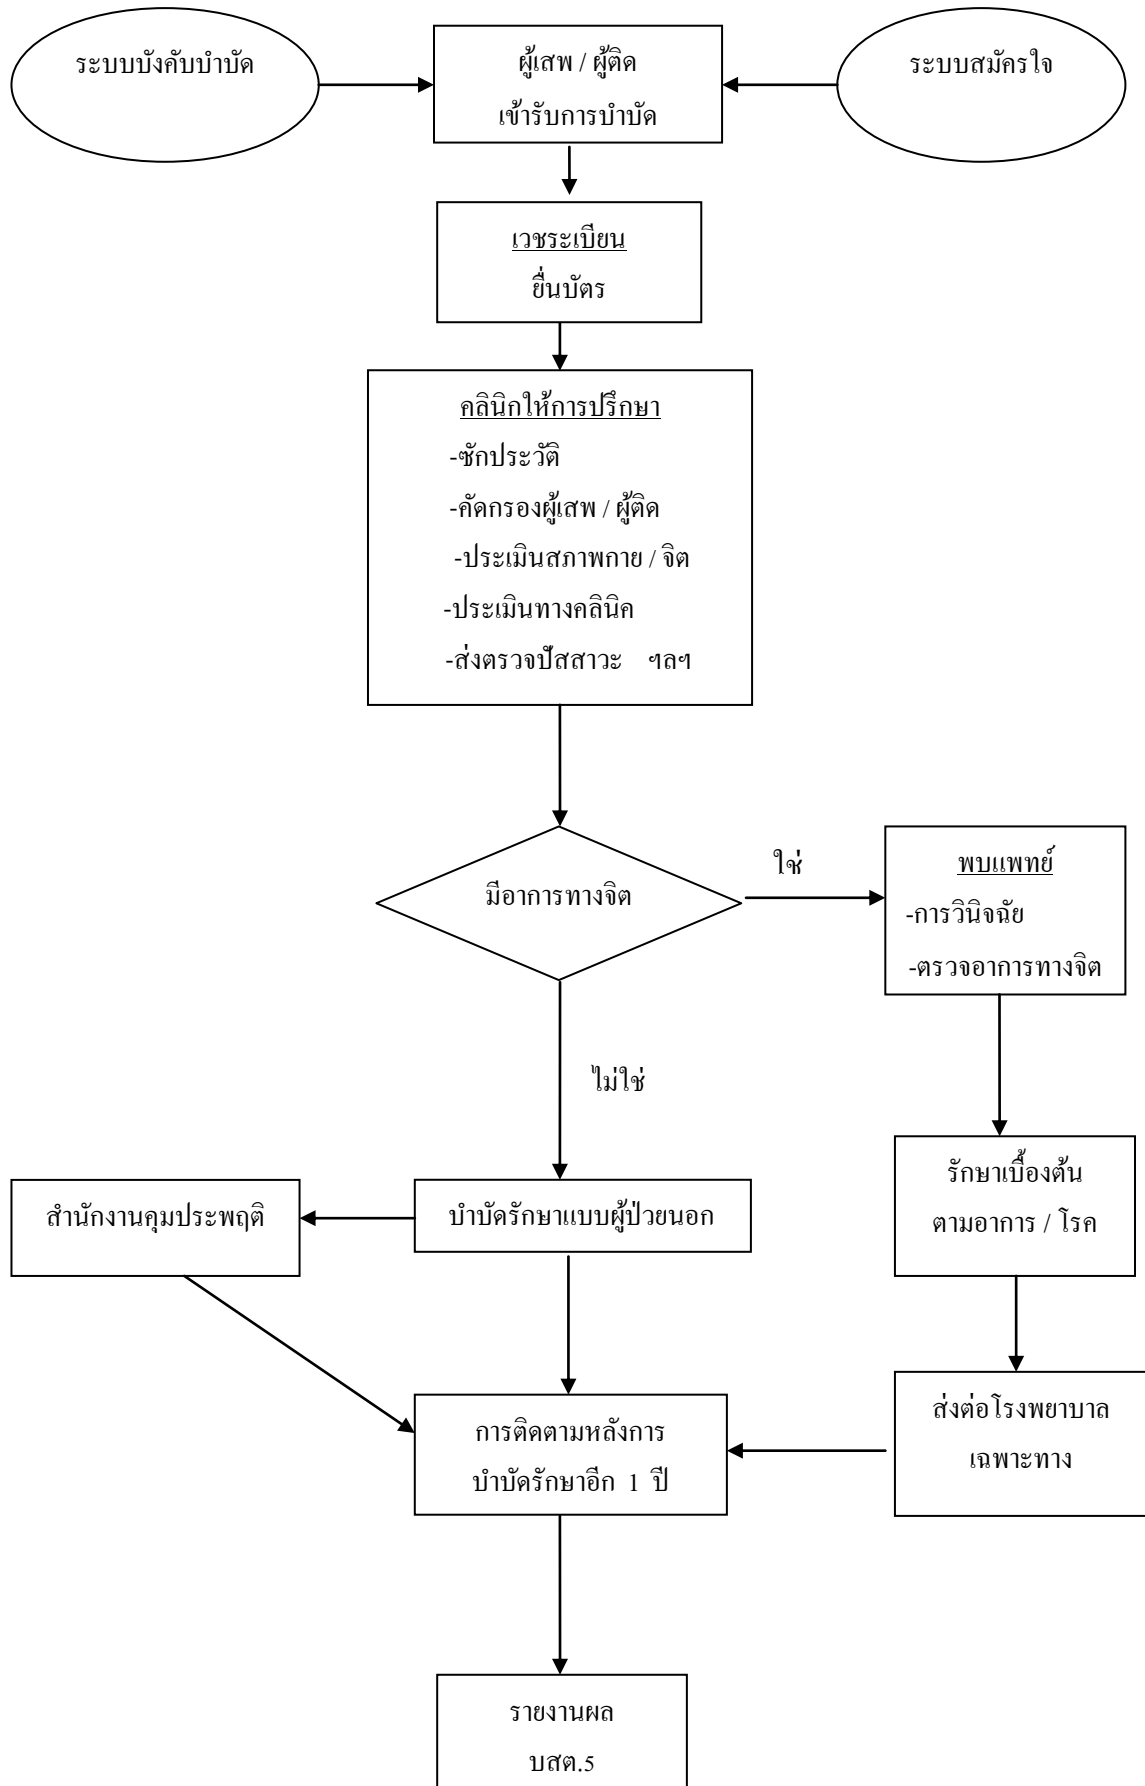 ระบบบังคับบำบัด
ผู้เสพ / ผู้ติด
เข้ารับการบำบัด
ระบบสมัครใจ
เวชระเบียน
ยื่นบัตร
คลินิกให้การปรึกษา
-ซักประวัติ
-คัดกรองผู้เสพ / ผู้ติด
-ประเมินสภาพกาย / จิต
-ประเมินทางคลินิค
-ส่งตรวจปัสสาวะ ฯลฯ
มีอาการทางจิต
ใช่
พบแพทย์
-การวินิจฉัย
-ตรวจอาการทางจิต
ไม่ใช่
รักษาเบื้องต้น
ตามอาการ / โรค
สำนักงานคุมประพฤติ
บำบัดรักษาแบบผู้ป่วยนอก
ส่งต่อโรงพยาบาล
เฉพาะทาง
การติดตามหลังการ
บำบัดรักษาอีก 1 ปี
รายงานผล
บสต.5